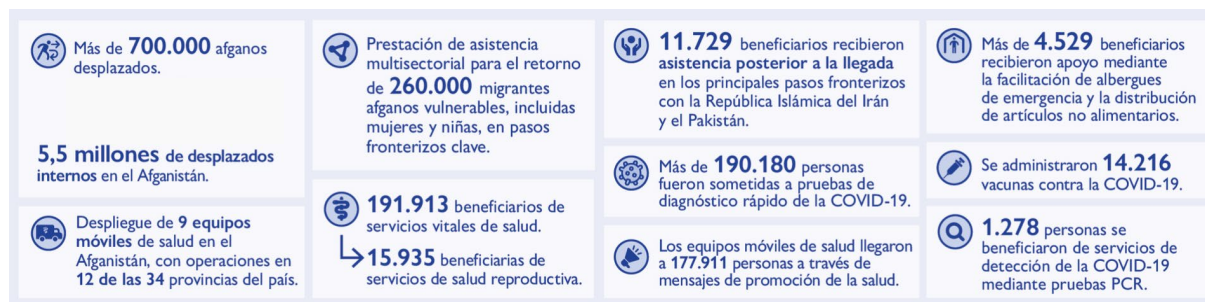 Más de 700.000 afganos
desplazados.
5,5 millones de desplazados
internos en el Afganistán.
Despliegue de 9 equipos
móviles de salud en el
Afganistán, con operaciones en
12 de las 34 provincias del país.
Prestación de asistencia
multisectorial para el retorno
de 260.000 migrantes
afganos vulnerables, incluidas
mujeres y niñas, en pasos
fronterizos clave.
191.913 beneficiarios de
servicios vitales de salud.
15.935 beneficiarias de
servicios de salud reproductiva.
11.729 beneficiarios recibieron
asistencia posterior a la llegada
en los principales pasos fronterizos
con la República Islámica del Irán
y el Pakistán.
Más de 190.180 personas
fueron sometidas a pruebas de
diagnóstico rápido de la COVID-19.
Los equipos móviles de salud llegaron
a 177.911 personas a través de
mensajes de promoción de la salud.
Más de 4.529 beneficiarios
recibieron apoyo mediante
la facilitación de albergues
de emergencia y la distribución
de artículos no alimentarios.
Se administraron 14.216
vacunas contra la COVID-19.
1.278 personas se
beneficiaron de servicios de
detección de la COVID-19
mediante pruebas PCR.